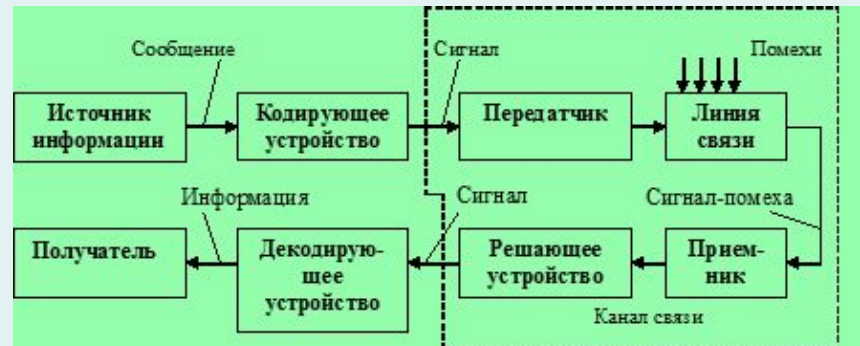 Сообщение
Сигнал
Помехи
Источник
информации
Кодирующее
устройство
Передатчик
Линия
связи
Информация
Сигнал
Сигнал-помеха
Получатель
Декодирую-
щее
устройство
Решающее
устройство
Прием-
ник
Канал связи